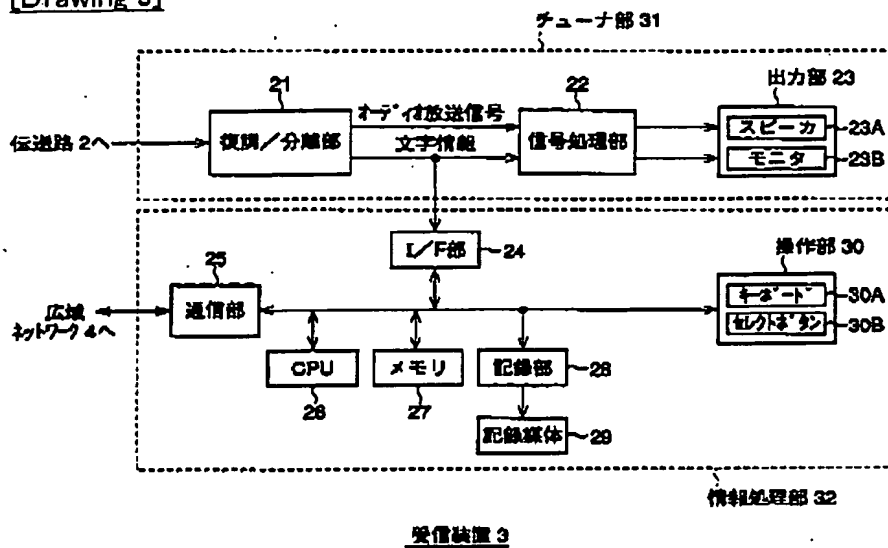 [Drawing 3]
チューナ部 31
21
22
出力部 23
オーディオ放送信号
伝送路 2へ
復調/分離部
文字情報
信号処理部
スピーカ
23A
モニタ
23B
I/F部
24
25
操作部 30
広域
ネットワーク 4へ
通信部
キーボード
30A
セレクトボタン
30B
CPU
メモリ
記録部
28
26
27
記録媒体
29
情報処理部 32
受信装置 3